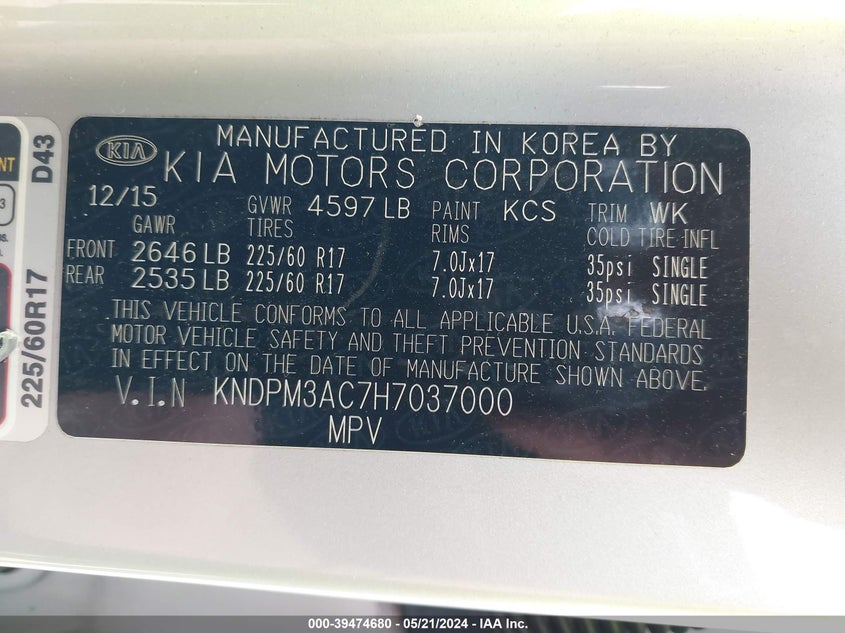 MANUFACTURED IN KOREA BY
KIA KIA MOTORS CORPORATION
12/15 GVWR 4597 LB PAINT KCS TRIM WK
GAWR TIRES RIMS COLD TIRE INFL
FRONT 2646 LB 225/60 R17 7.0Jx17 35psi SINGLE
REAR 2535 LB 225/60 R17 7.0Jx17 35psi SINGLE
THIS VEHICLE CONFORMS TO ALL APPLICABLE U.S.A. FEDERAL
MOTOR VEHICLE SAFETY AND THEFT PREVENTION STANDARDS
IN EFFECT ON THE DATE OF MANUFACTURE SHOWN ABOVE.
V.I.N KNDPM3AC7H7037000
MPV
D43
225/60R17
NT
3
000-39474680 - 05/21/2024 - IAA Inc.